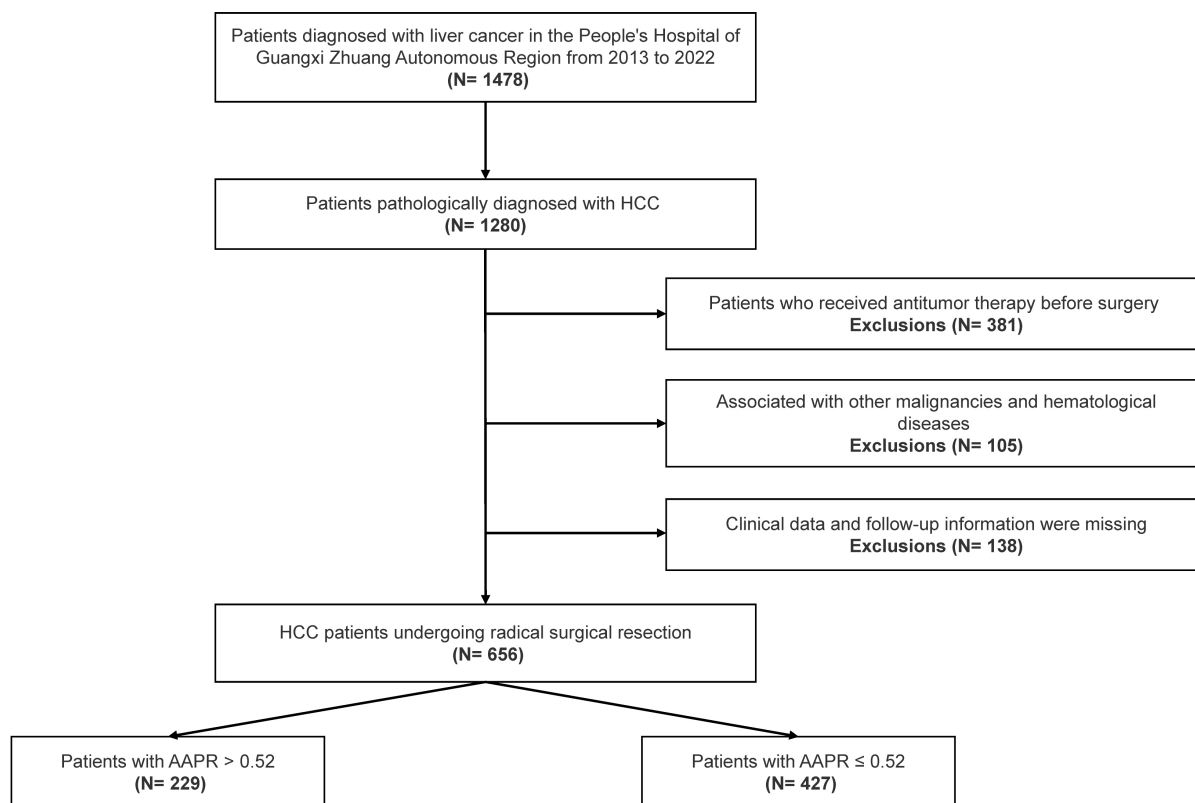 Patients diagnosed with liver cancer in the People's Hospital of
Guangxi Zhuang Autonomous Region from 2013 to 2022
(N= 1478)
Patients pathologically diagnosed with HCC
(N= 1280)
Patients who received antitumor therapy before surgery
Exclusions (N= 381)
Associated with other malignancies and hematological
diseases
Exclusions (N= 105)
Clinical data and follow-up information were missing
Exclusions (N= 138)
HCC patients undergoing radical surgical resection
(N= 656)
Patients with AAPR > 0.52
(N= 229)
Patients with AAPR ≤ 0.52
(N= 427)